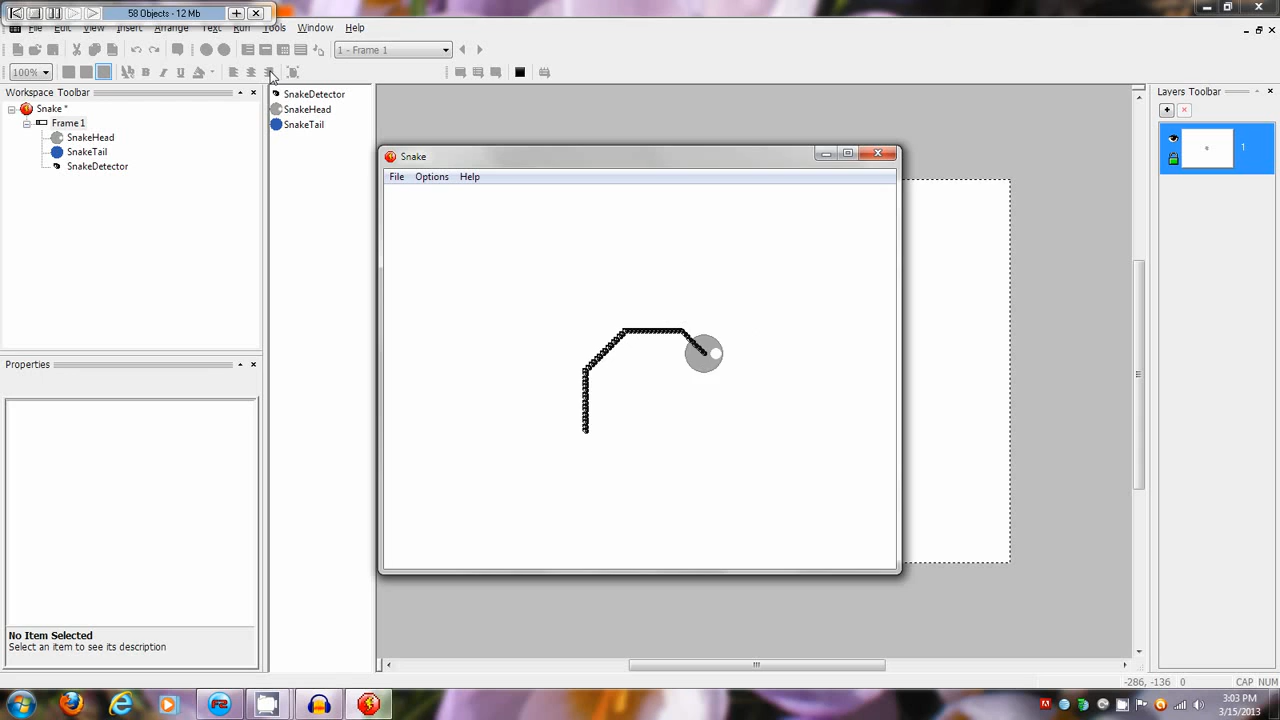 58 Objects - 12 Mb
File Edit View Insert Arrange Text Run Tools Window Help
1 - Frame 1
100%
B I U
Workspace Toolbar
Snake *
Frame 1
SnakeHead
SnakeTail
SnakeDetector
SnakeDetector
SnakeHead
SnakeTail
Snake
File Options Help
Layers Toolbar
1
Properties
No Item Selected
Select an item to see its description
-286, -136 0 CAP NUM
3:03 PM
3/15/2013